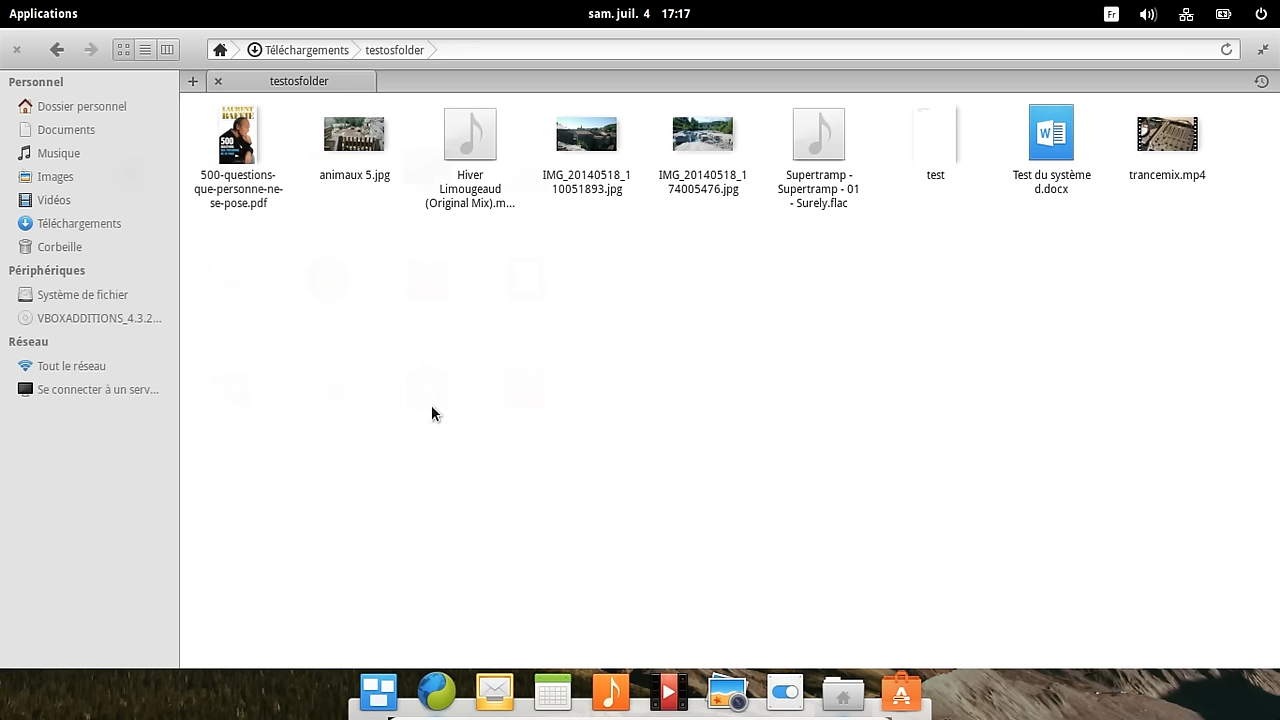 Applications
sam. juil. 4 17:17
Fr
Téléchargements
testosfolder
testosfolder
Personnel
Dossier personnel
Documents
Musique
Images
Vidéos
Téléchargements
Corbeille
Périphériques
Système de fichier
VBOXADDITIONS_4.3.2...
Réseau
Tout le réseau
Se connecter à un serv...
LAURENT
BAFFIE
500
500-questions-
que-personne-ne-
se-pose.pdf
animaux 5.jpg
Hiver
Limougeaud
(Original Mix).m...
IMG_20140518_1
10051893.jpg
IMG_20140518_1
74005476.jpg
Supertramp -
Supertramp - 01
- Surely.flac
test
W
Test du système
d.docx
trancemix.mp4